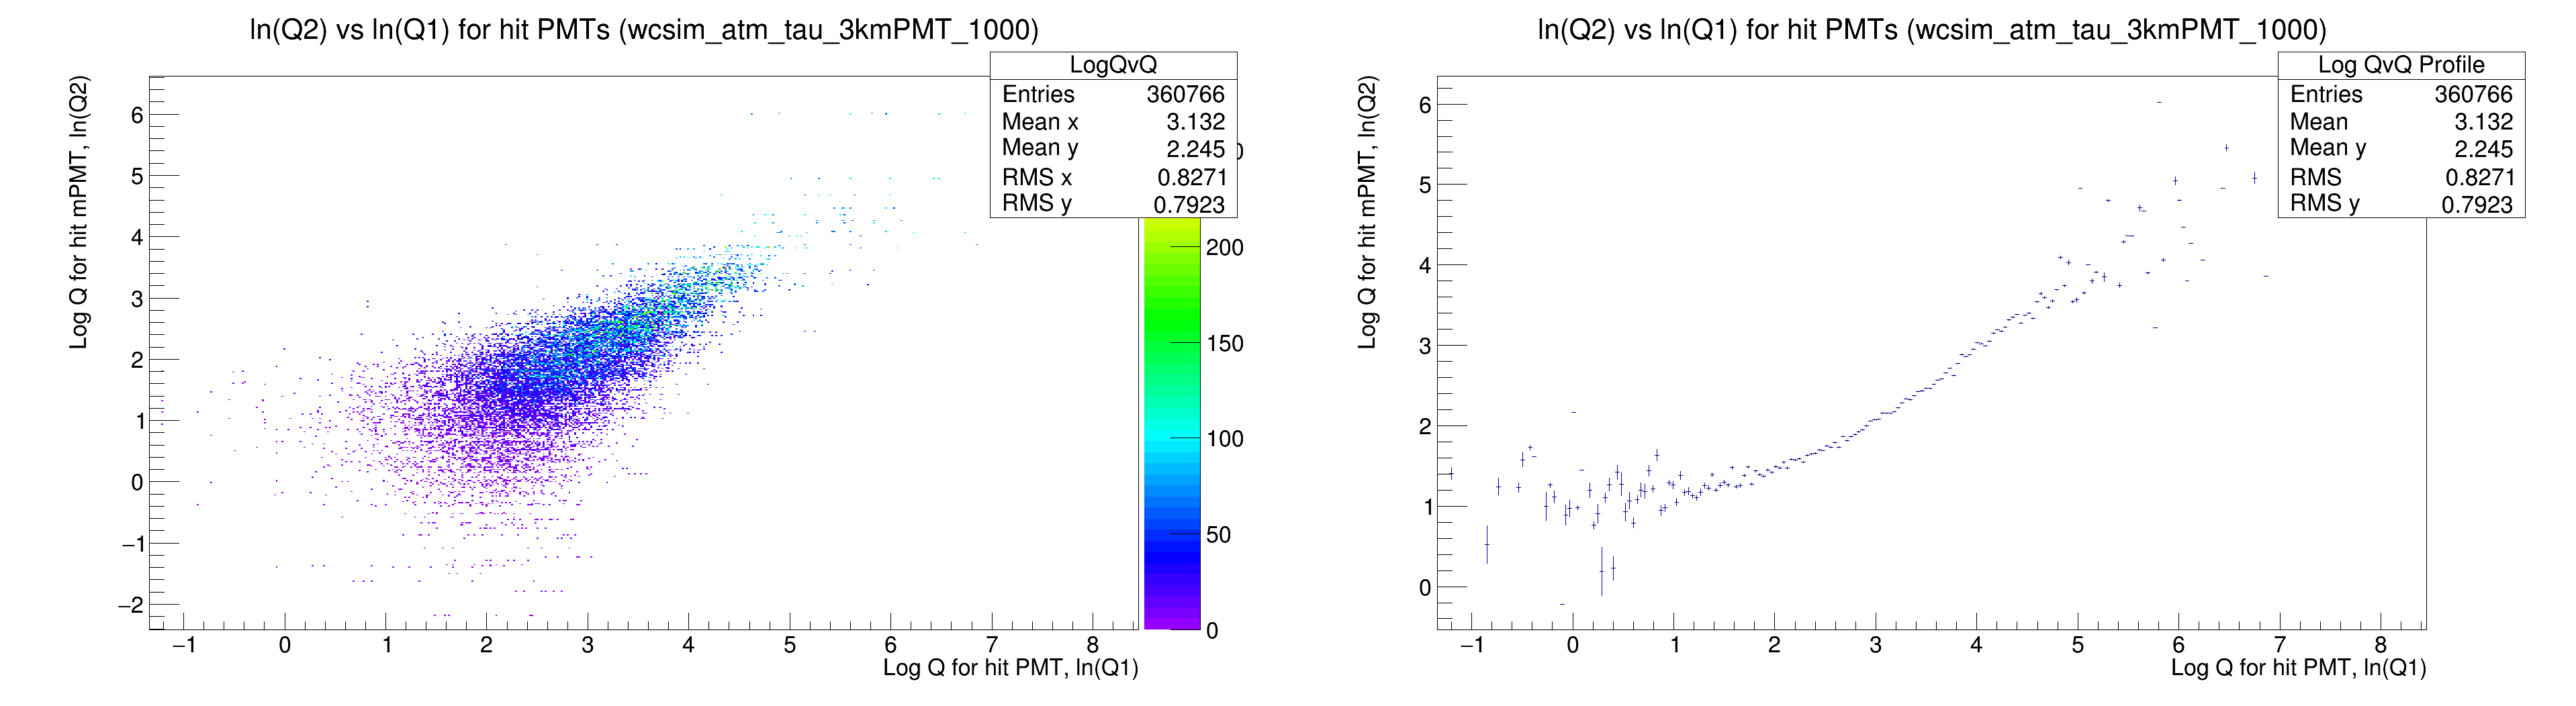 ln(Q2) vs ln(Q1) for hit PMTs (wcsim_atm_tau_3kmPMT_1000)
LogQvQ
Entries 360766
Mean x 3.132
Mean y 2.245
RMS x 0.8271
RMS y 0.7923
Log Q for hit mPMT, ln(Q2)
6
5
4
3
2
1
0
−1
−2
−1 0 1 2 3 4 5 6 7 8
Log Q for hit PMT, ln(Q1)
200
150
100
50
0
ln(Q2) vs ln(Q1) for hit PMTs (wcsim_atm_tau_3kmPMT_1000)
Log QvQ Profile
Entries 360766
Mean 3.132
Mean y 2.245
RMS 0.8271
RMS y 0.7923
Log Q for hit mPMT, ln(Q2)
6
5
4
3
2
1
0
−1 0 1 2 3 4 5 6 7 8
Log Q for hit PMT, ln(Q1)